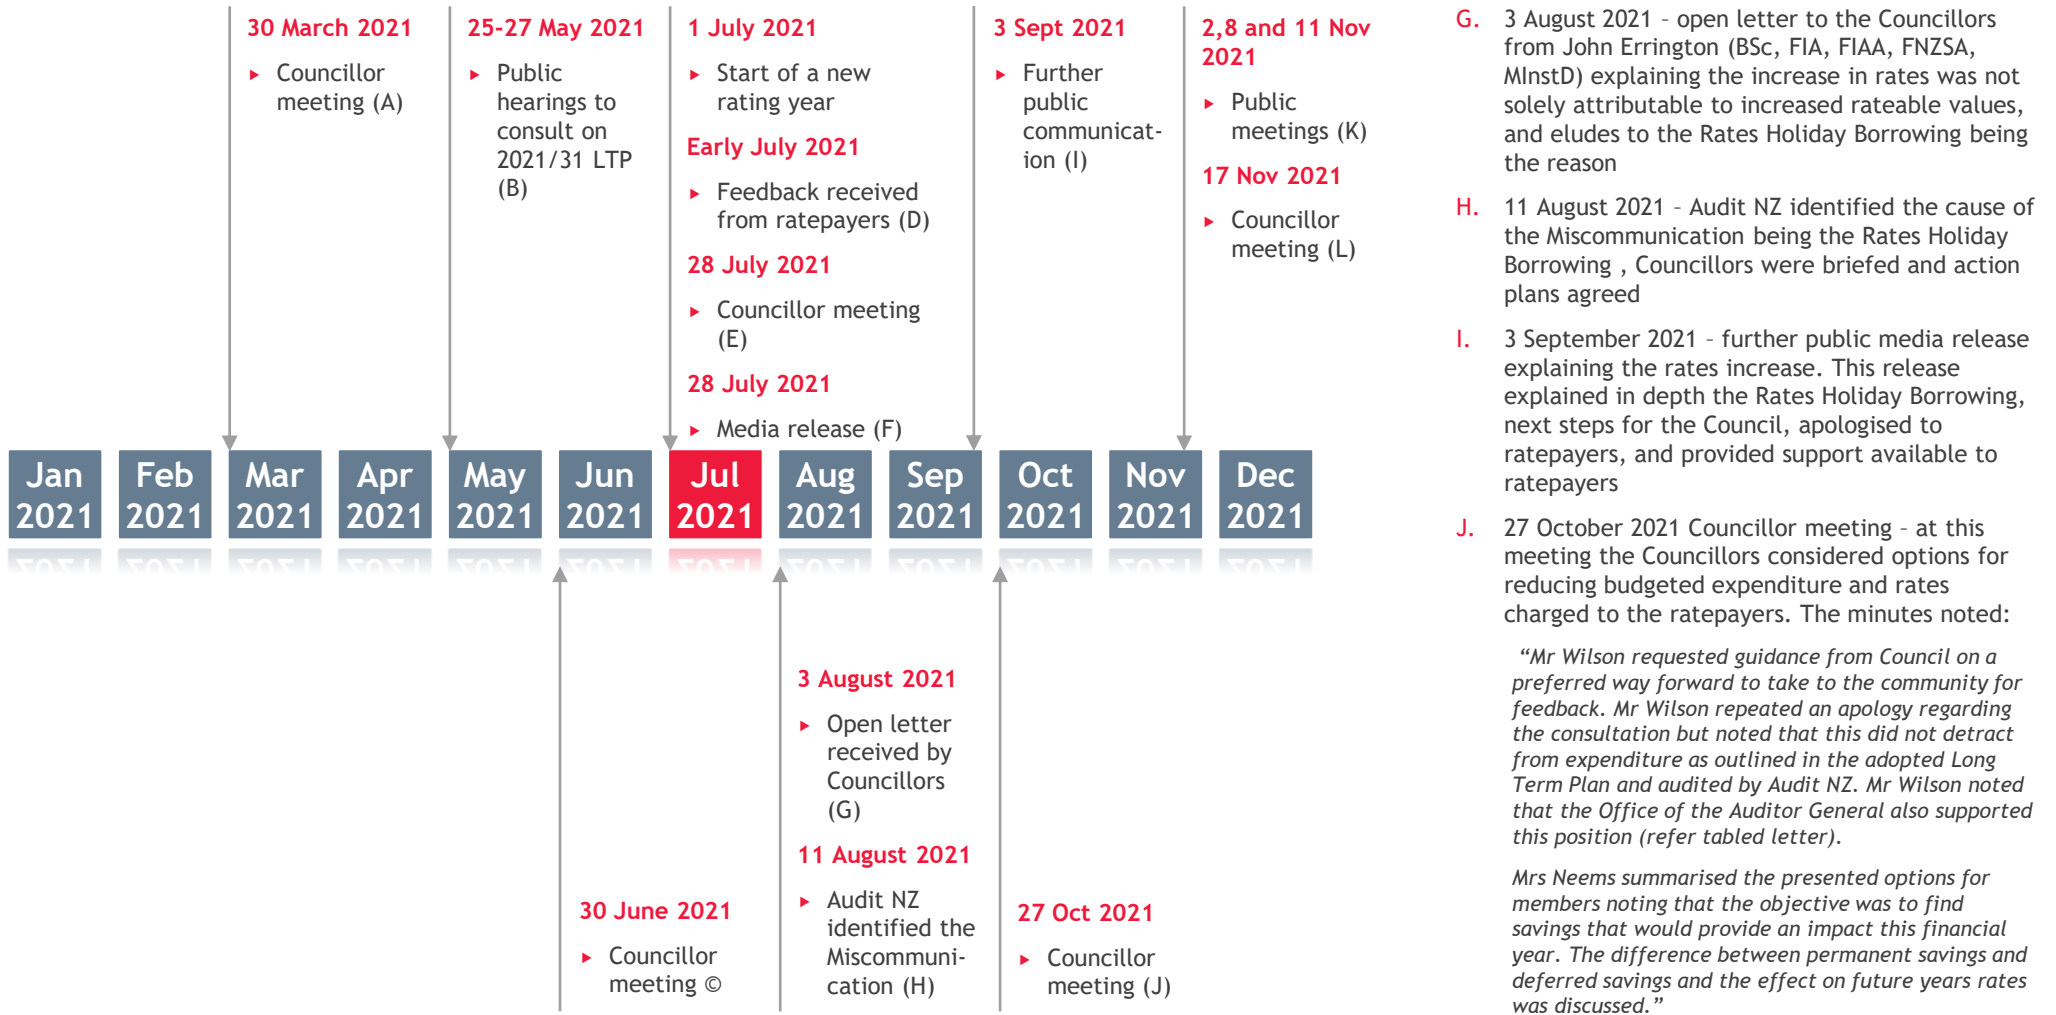 30 March 2021
▸ Councillor
meeting (A)
25-27 May 2021
▸ Public
hearings to
consult on
2021/31 LTP
(B)
1 July 2021
▸ Start of a new
rating year
Early July 2021
▸ Feedback received
from ratepayers (D)
28 July 2021
▸ Councillor meeting
(E)
28 July 2021
▸ Media release (F)
3 Sept 2021
▸ Further
public
communicat-
ion (I)
2,8 and 11 Nov
2021
▸ Public
meetings (K)
17 Nov 2021
▸ Councillor
meeting (L)
Jan
2021
Feb
2021
Mar
2021
Apr
2021
May
2021
Jun
2021
Jul
2021
Aug
2021
Sep
2021
Oct
2021
Nov
2021
Dec
2021
30 June 2021
▸ Councillor
meeting ©
3 August 2021
▸ Open letter
received by
Councillors
(G)
11 August 2021
▸ Audit NZ
identified the
Miscommuni-
cation (H)
27 Oct 2021
▸ Councillor
meeting (J)
G. 3 August 2021 – open letter to the Councillors
from John Errington (BSc, FIA, FIAA, FNZSA,
MInstD) explaining the increase in rates was not
solely attributable to increased rateable values,
and eludes to the Rates Holiday Borrowing being
the reason
H. 11 August 2021 – Audit NZ identified the cause of
the Miscommunication being the Rates Holiday
Borrowing , Councillors were briefed and action
plans agreed
I. 3 September 2021 – further public media release
explaining the rates increase. This release
explained in depth the Rates Holiday Borrowing,
next steps for the Council, apologised to
ratepayers, and provided support available to
ratepayers
J. 27 October 2021 Councillor meeting – at this
meeting the Councillors considered options for
reducing budgeted expenditure and rates
charged to the ratepayers. The minutes noted:
“Mr Wilson requested guidance from Council on a
preferred way forward to take to the community for
feedback. Mr Wilson repeated an apology regarding
the consultation but noted that this did not detract
from expenditure as outlined in the adopted Long
Term Plan and audited by Audit NZ. Mr Wilson noted
that the Office of the Auditor General also supported
this position (refer tabled letter).
Mrs Neems summarised the presented options for
members noting that the objective was to find
savings that would provide an impact this financial
year. The difference between permanent savings and
deferred savings and the effect on future years rates
was discussed.”